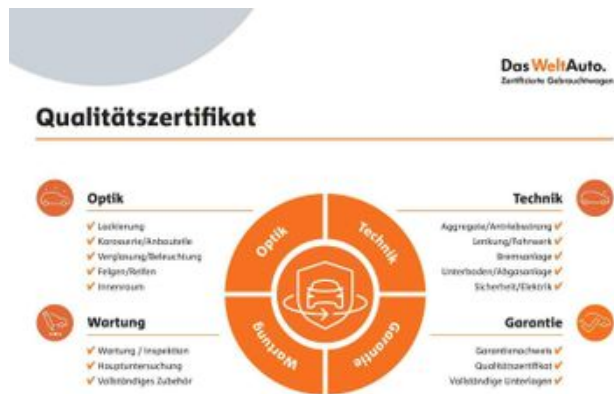 Das WeltAuto.
Zertifizierte Gebrauchtwagen
Qualitätszertifikat
Optik
Lackierung
Karosserie/Anbauteile
Verglasung/Beleuchtung
Felgen/Reifen
Innenraum
Technik
Aggregate/Antriebsstrang
Lenkung/Fahrwerk
Bremsanlage
Unterboden/Abgasanlage
Sicherheit/Elektrik
Optik
Technik
Wartung
Garantie
Wartung
Wartung / Inspektion
Hauptuntersuchung
Vollständiges Zubehör
Garantie
Garantienachweis
Qualitätszertifikat
Vollständige Unterlagen